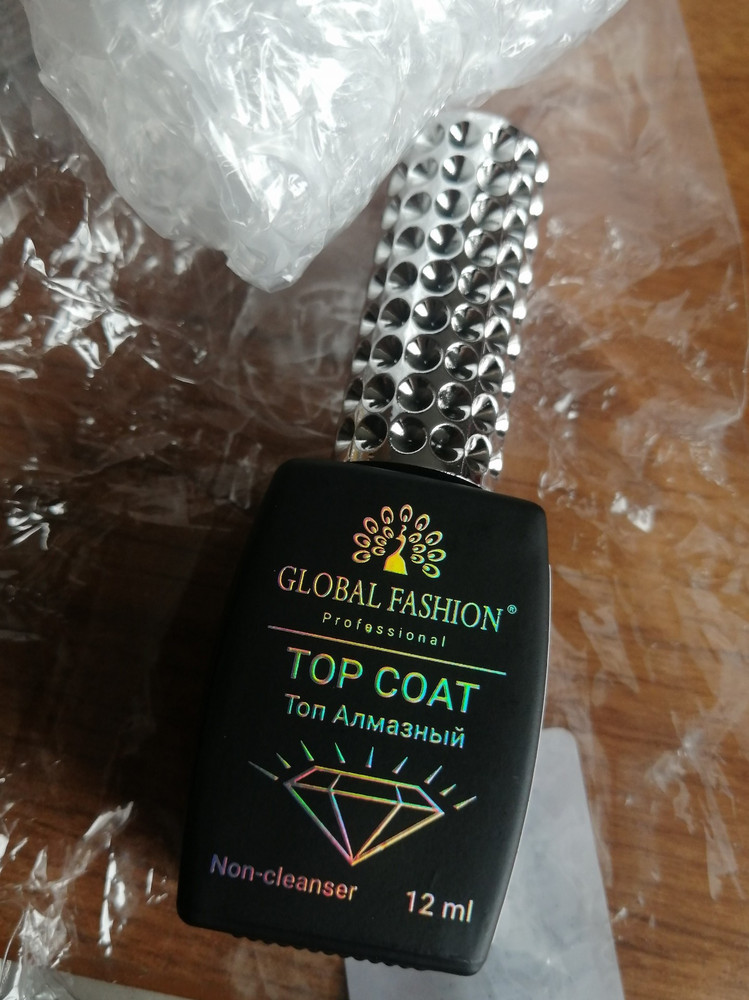 GLOBAL FASHION®
Professional
TOP COAT
Топ Алмазный
Non-cleanser
12 ml